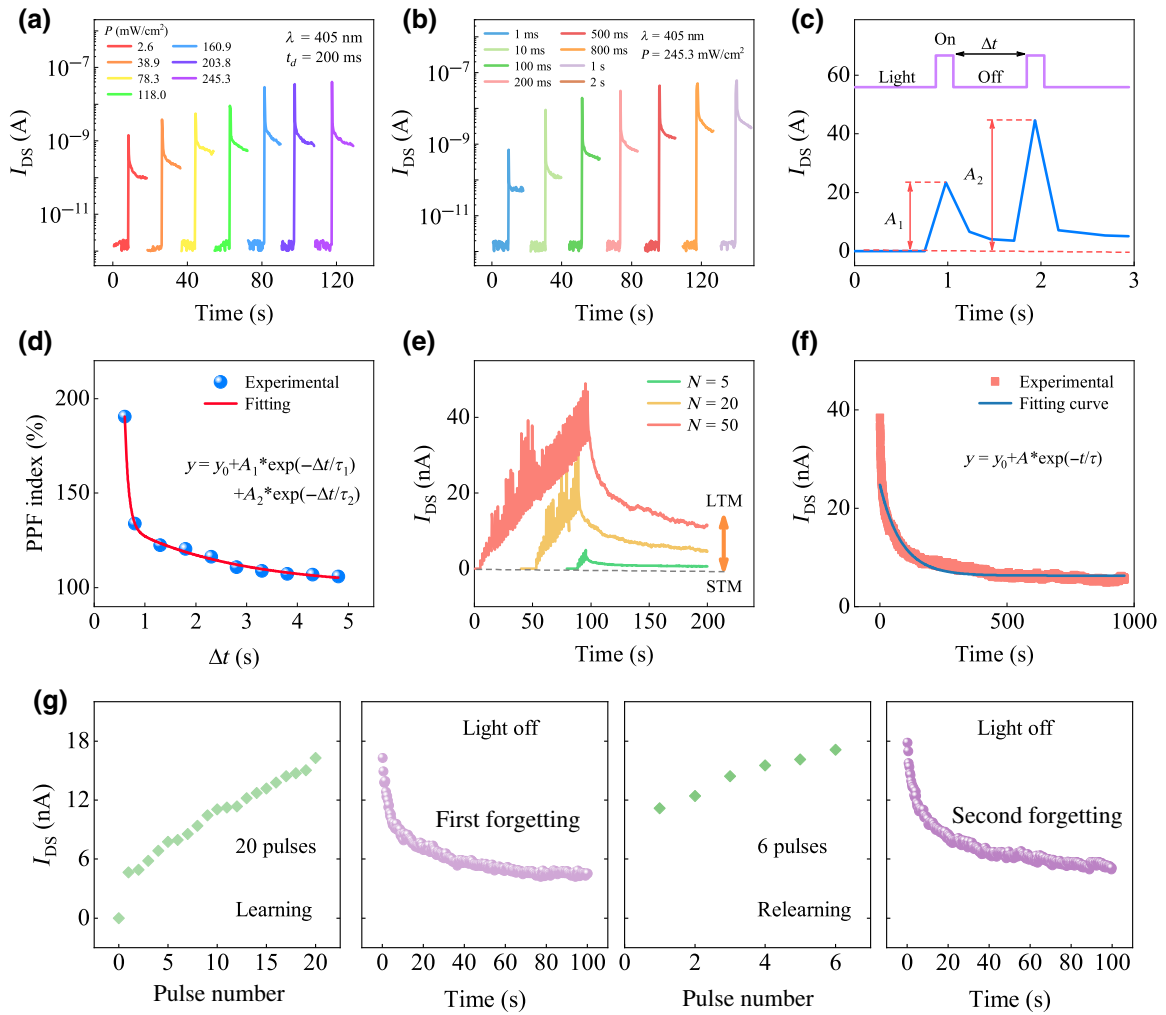 (a)
P (mW/cm²)
2.6
38.9
78.3
118.0
160.9
203.8
245.3
λ = 405 nm
t_d = 200 ms
10⁻⁷
10⁻⁹
10⁻¹¹
I_DS (A)
0 40 80 120
Time (s)
(b)
1 ms
10 ms
100 ms
200 ms
500 ms
800 ms
1 s
2 s
λ = 405 nm
P = 245.3 mW/cm²
10⁻⁵
10⁻⁷
10⁻⁹
10⁻¹¹
I_DS (A)
0 40 80 120
Time (s)
(c)
On
Δt
Light
Off
A₁
A₂
60
40
20
0
I_DS (A)
0 1 2 3
Time (s)
(d)
Experimental
Fitting
y = y₀+A₁*exp(−Δt/τ₁)
+A₂*exp(−Δt/τ₂)
200
150
100
PPF index (%)
0 1 2 3 4 5
Δt (s)
(e)
N = 5
N = 20
N = 50
LTM
STM
60
40
20
0
I_DS (nA)
0 50 100 150 200
Time (s)
(f)
Experimental
Fitting curve
y = y₀+A*exp(−t/τ)
40
20
0
I_DS (nA)
0 500 1000
Time (s)
(g)
18
12
6
0
I_DS (nA)
20 pulses
Learning
0 5 10 15 20
Pulse number
Light off
First forgetting
0 20 40 60 80 100
Time (s)
6 pulses
Relearning
0 2 4 6
Pulse number
Light off
Second forgetting
0 20 40 60 80 100
Time (s)